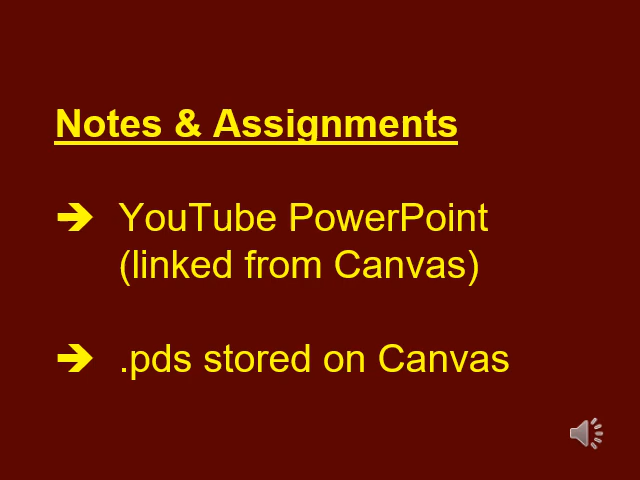 Notes & Assignments
➔ YouTube PowerPoint
(linked from Canvas)
➔ .pds stored on Canvas